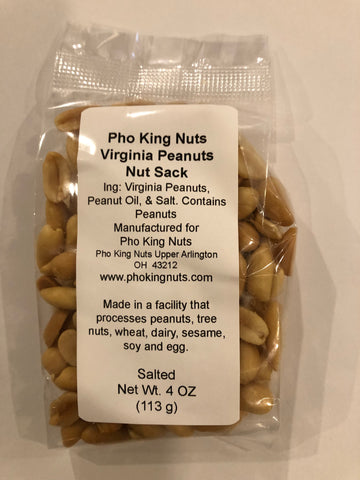 Pho King Nuts
Virginia Peanuts
Nut Sack
Ing: Virginia Peanuts,
Peanut Oil, & Salt. Contains
Peanuts
Manufactured for
Pho King Nuts
Pho King Nuts Upper Arlington
OH 43212
www.phokingnuts.com
Made in a facility that
processes peanuts, tree
nuts, wheat, dairy, sesame,
soy and egg.
Salted
Net Wt. 4 OZ
(113 g)